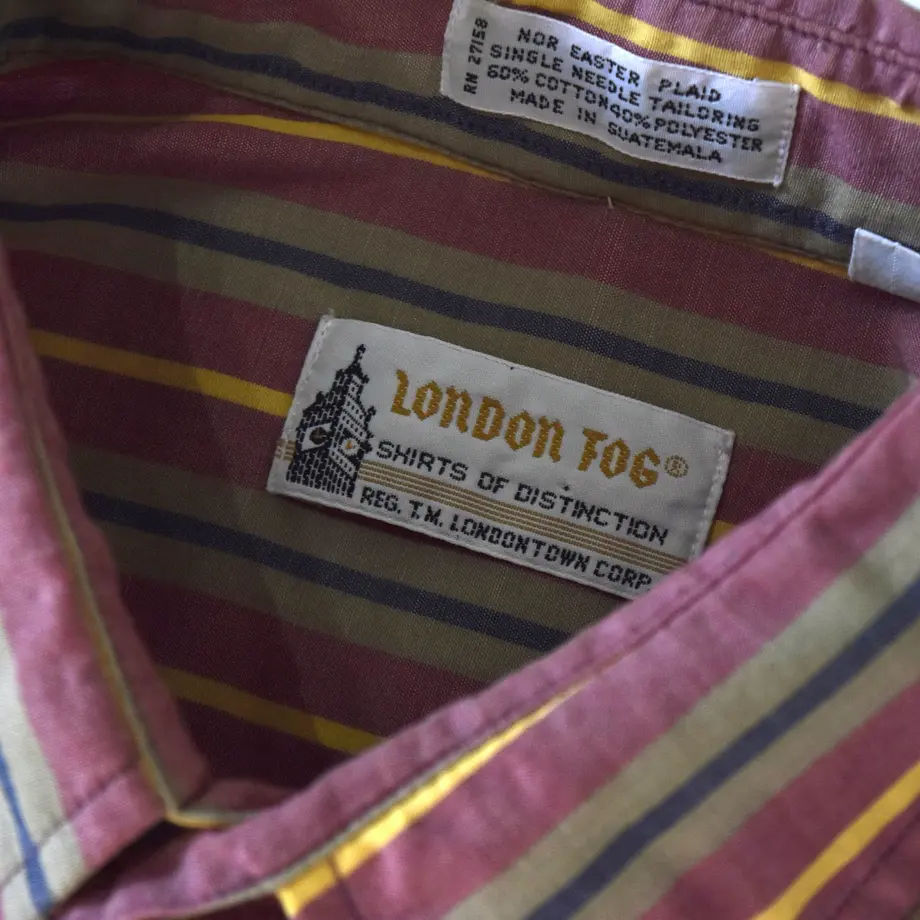 RN 27158
NOR EASTER PLAID
SINGLE NEEDLE TAILORING
60% COTTON 40% POLYESTER
MADE IN GUATEMALA
LONDON TOG®
SHIRTS OF DISTINCTION
REG. T.M. LONDONTOWN CORP.